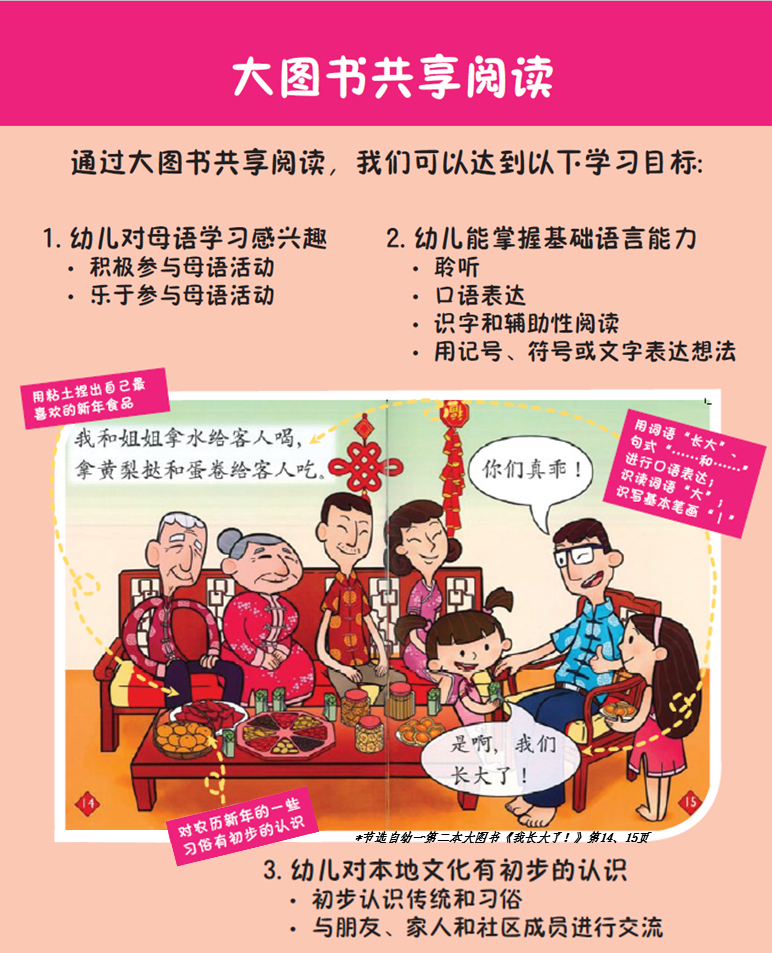 大图书共享阅读
通过大图书共享阅读，我们可以达到以下学习目标:
1. 幼儿对母语学习感兴趣
• 积极参与母语活动
• 乐于参与母语活动
2. 幼儿能掌握基础语言能力
• 聆听
• 口语表达
• 识字和辅助性阅读
• 用记号、符号或文字表达想法
用粘土捏出自己最
喜欢的新年食品
我和姐姐拿水给客人喝，
拿黄梨挞和蛋卷给客人吃。
你们真乖！
用词语“长大”、
句式“……和……”
进行口语表达；
识读词语“大”；
识写基本笔画“丨”
是啊，我们
长大了！
14
15
对农历新年的一些
习俗有初步的认识
*节选自幼一第二本大图书《我长大了！》第14、15页
3. 幼儿对本地文化有初步的认识
• 初步认识传统和习俗
• 与朋友、家人和社区成员进行交流